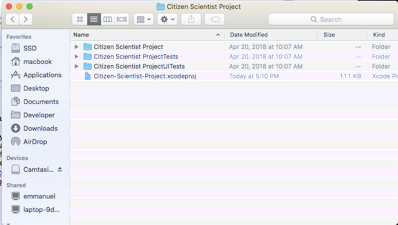 Citizen Scientist Project
Search
Favorites
SSD
macbook
Applications
Desktop
Documents
Developer
Downloads
AirDrop
Devices
Camtasi...
Shared
emmanuel
laptop-9d...
Name Date Modified Size Kind
Citizen Scientist Project Apr 20, 2018 at 10:07 AM -- Folder
Citizen Scientist ProjectTests Apr 20, 2018 at 10:07 AM -- Folder
Citizen Scientist ProjectUITests Apr 20, 2018 at 10:07 AM -- Folder
Citizen-Scientist-Project.xcodeproj Today at 5:10 PM 111 KB Xcode Pr